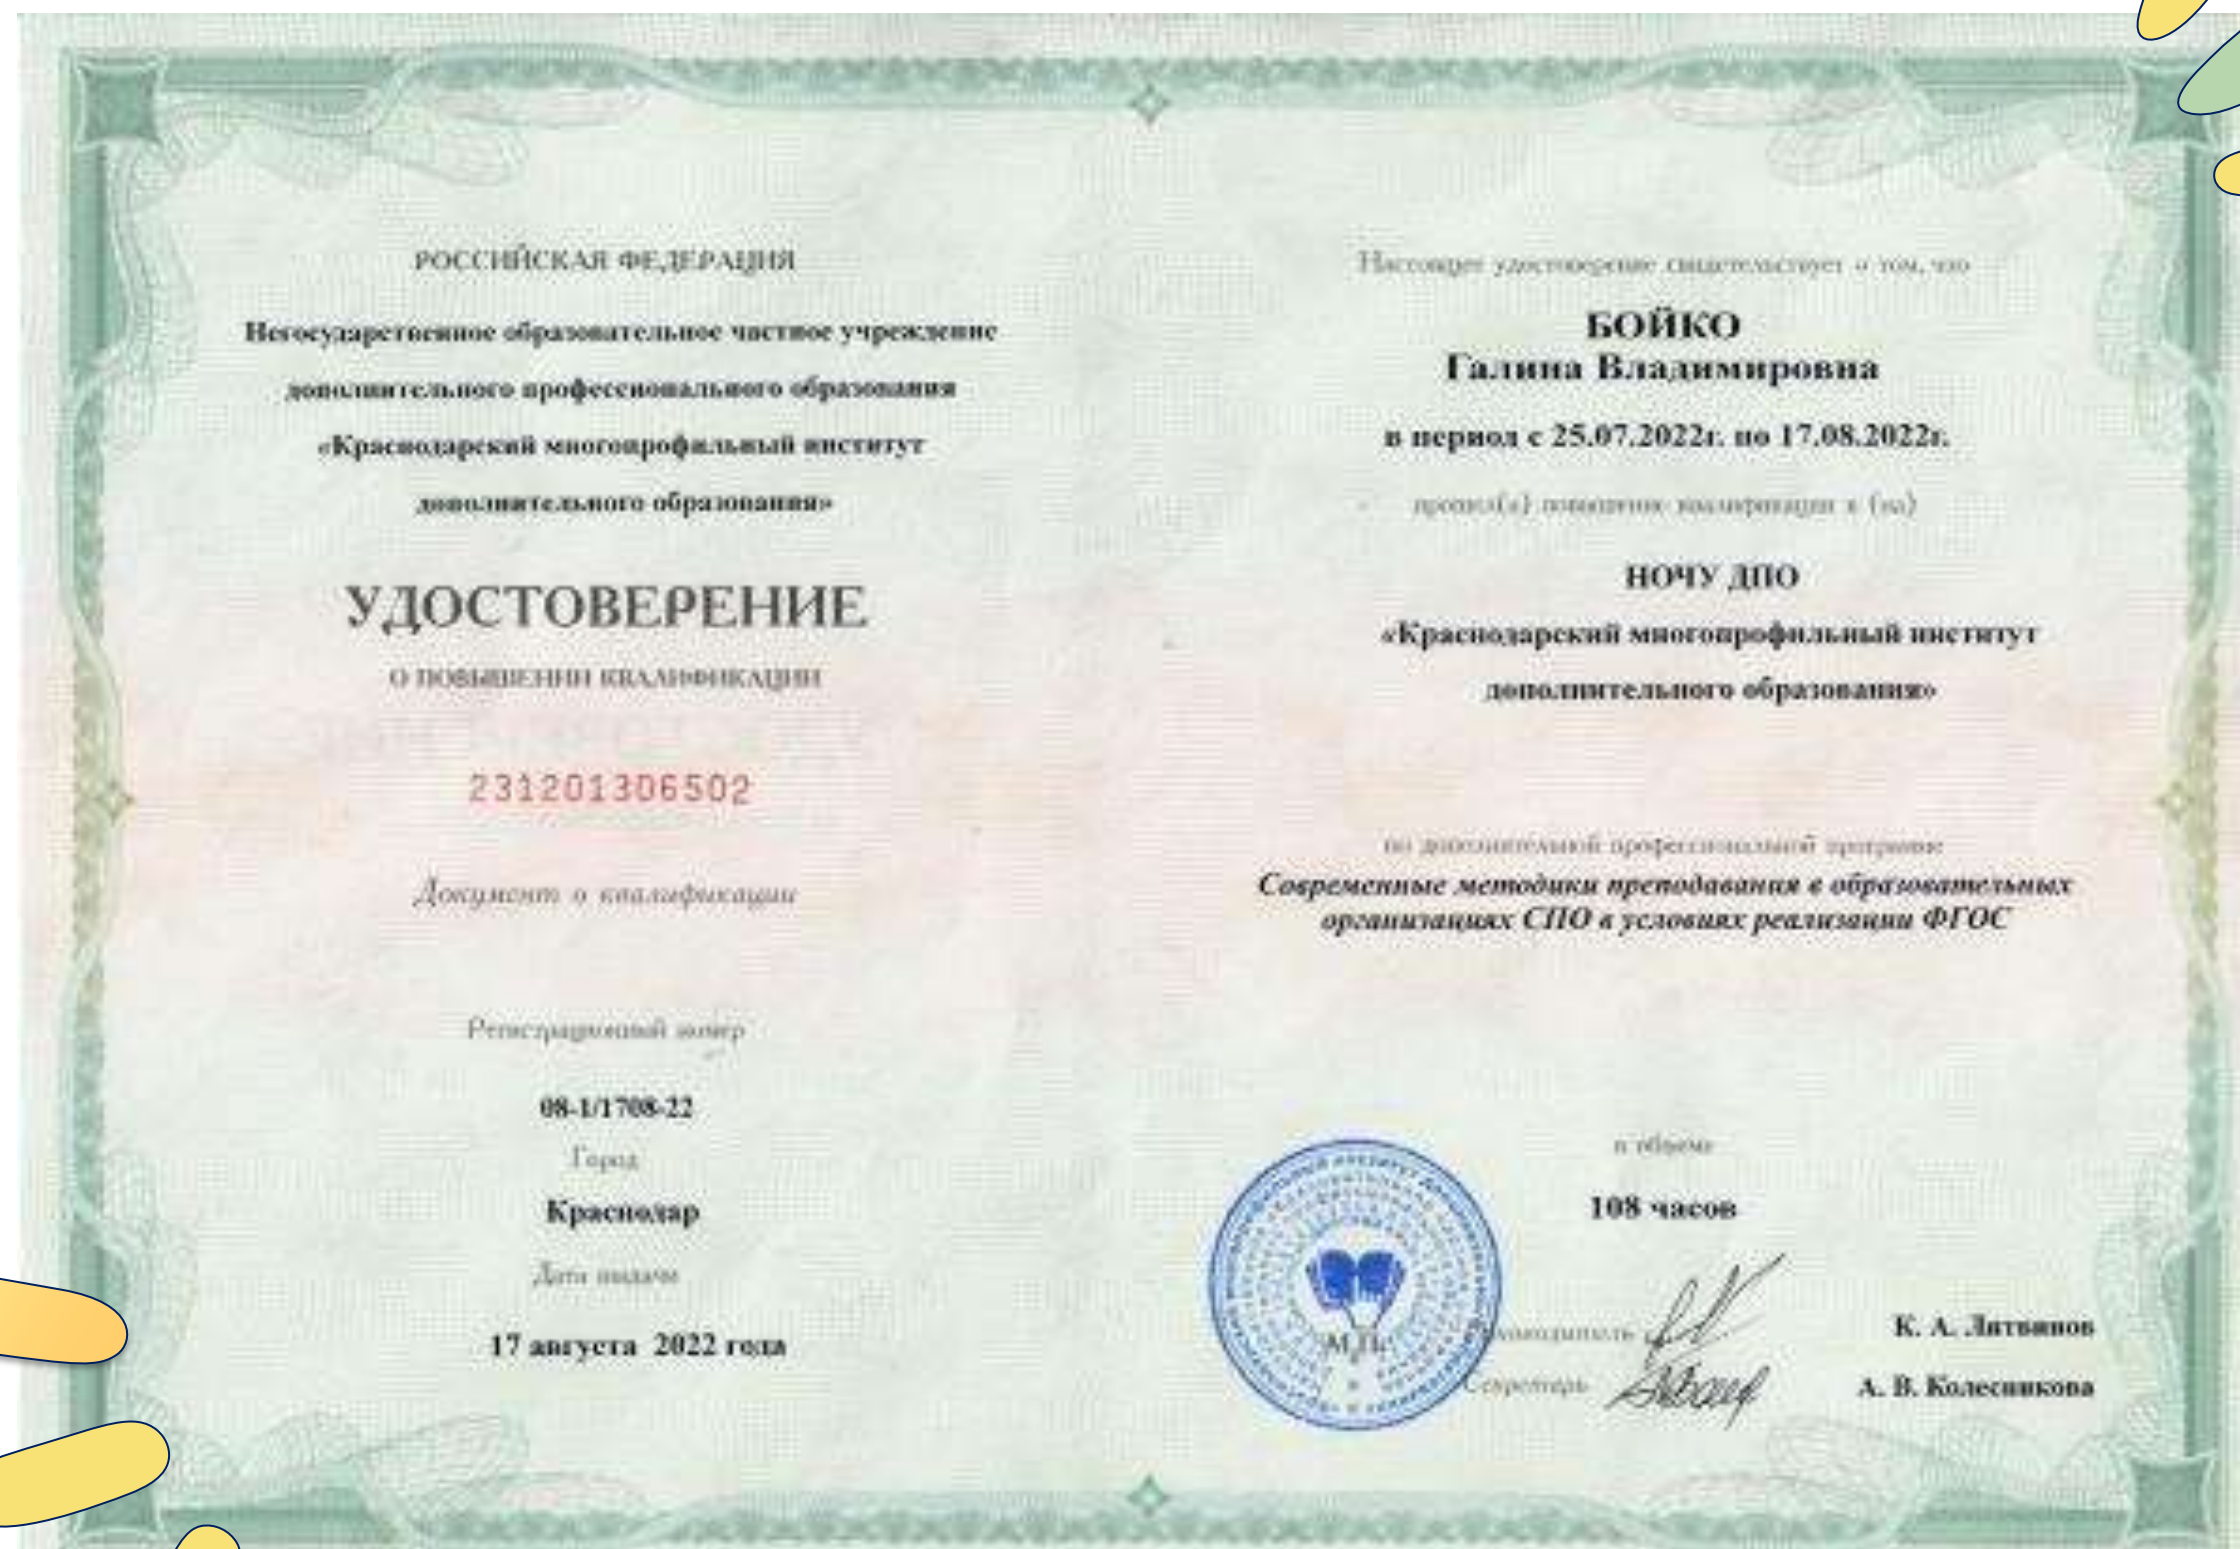 РОССИЙСКАЯ ФЕДЕРАЦИЯ
Негосударственное образовательное частное учреждение
дополнительного профессионального образования
«Краснодарский многопрофильный институт
дополнительного образования»
УДОСТОВЕРЕНИЕ
О ПОВЫШЕНИИ КВАЛИФИКАЦИИ
231201306502
Документ о квалификации
Регистрационный номер
08-1/1708-22
Город
Краснодар
Дата выдачи
17 августа 2022 года
Настоящее удостоверение свидетельствует о том, что
БОЙКО
Галина Владимировна
в период с 25.07.2022г. по 17.08.2022г.
прошел(а) повышение квалификации в (на)
НОЧУ ДПО
«Краснодарский многопрофильный институт
дополнительного образования»
по дополнительной профессиональной программе
Современные методики преподавания в образовательных
организациях СПО в условиях реализации ФГОС
в объеме
108 часов
М.П.
Руководитель
К. А. Литвинов
Секретарь
А. В. Колесникова